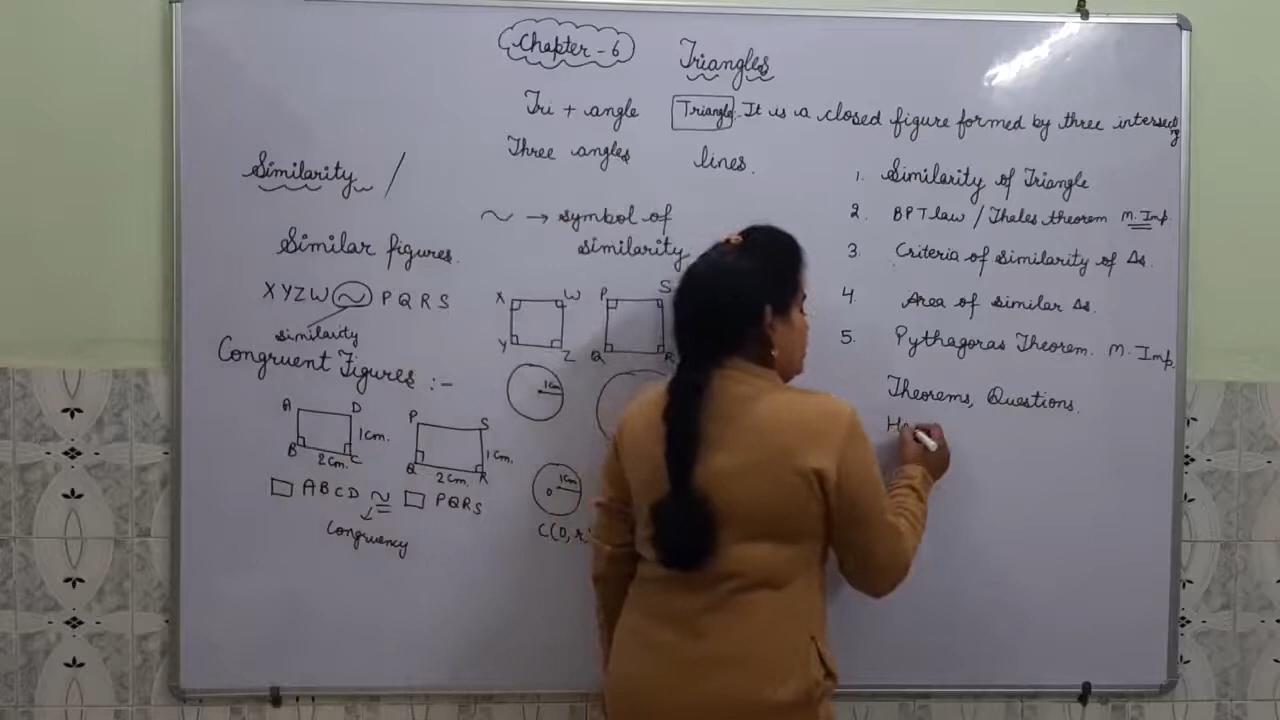 Chapter - 6
Triangles
Tri + angle
Three angles
Triangle:- It is a closed figure formed by three intersecting
lines.
Similarity /
~ → symbol of
similarity
Similar figures.
XYZW ~ PQRS
similarity
X W
Y Z
P S
Q R
1cm
Congruent Figures :-
A D
B C
1cm.
2cm.
P S
Q R
1cm.
2cm.
□ ABCD ≅ □ PQRS
congruency
1cm
O
C(O, r)
1. Similarity of Triangle
2. BPT law / Thales theorem M. Imp.
3. Criteria of similarity of Δs.
4. Area of similar Δs.
5. Pythagoras Theorem. M. Imp.
Theorems, Questions.